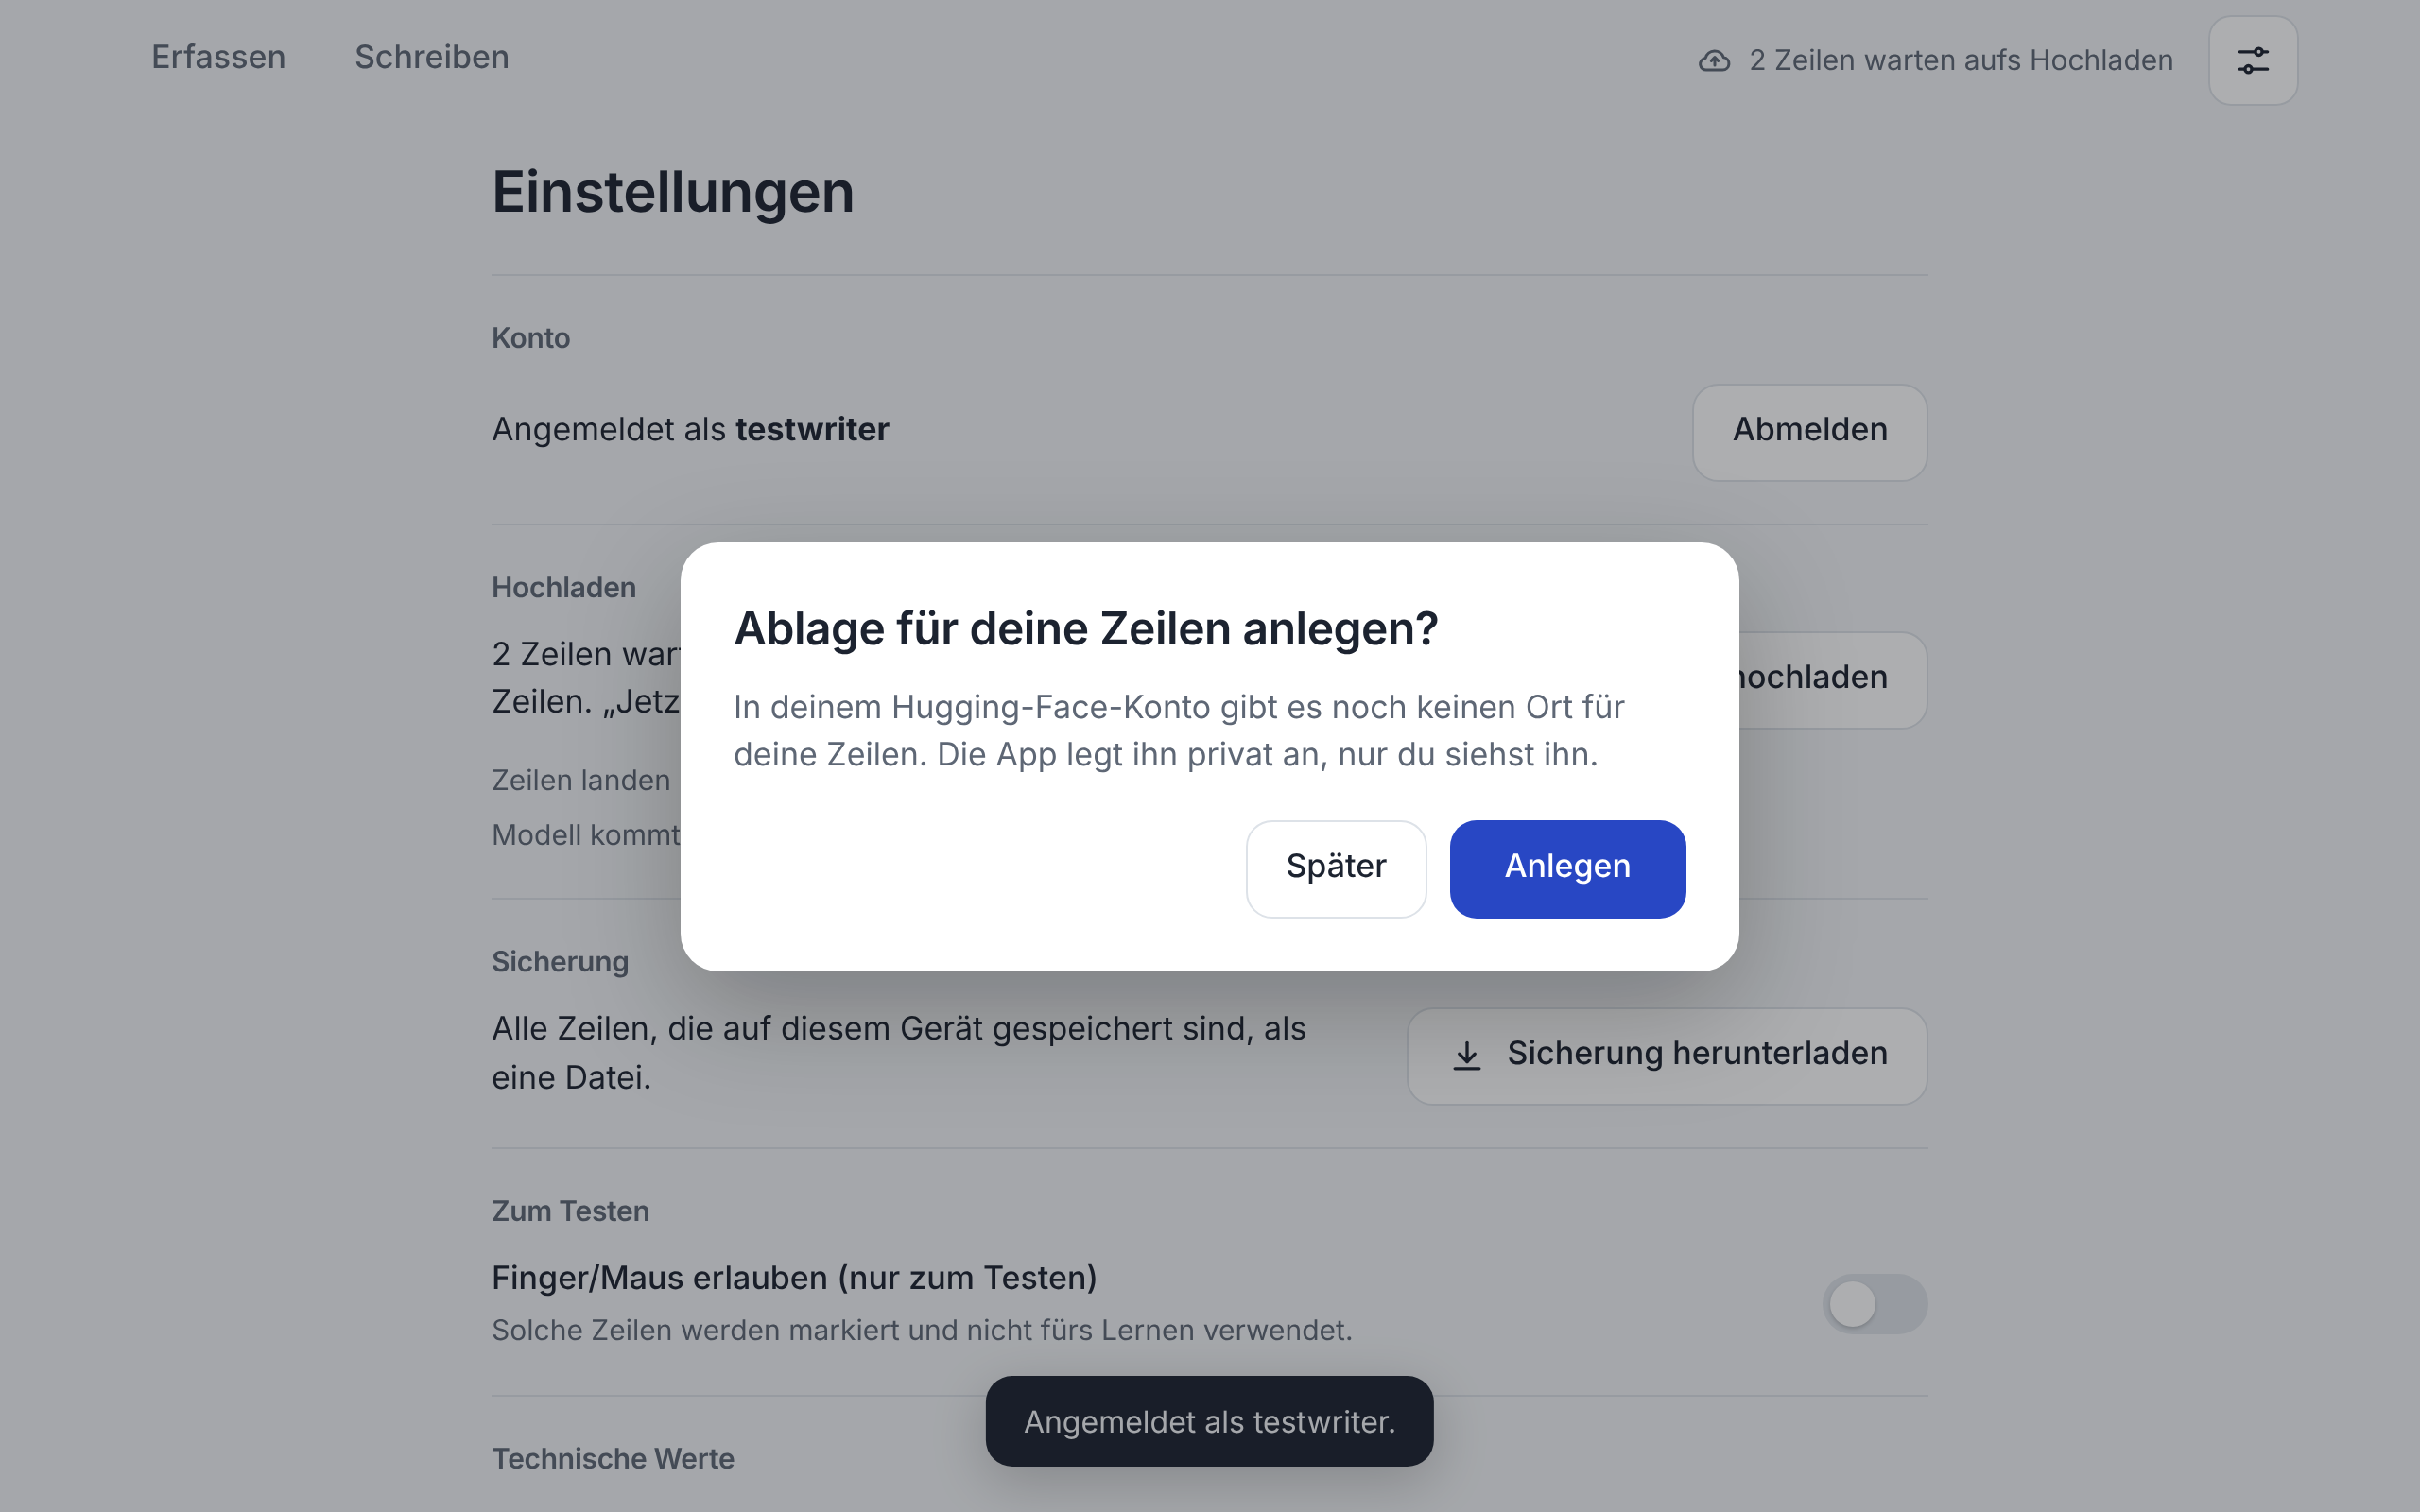 Erfassen
Schreiben
2 Zeilen warten aufs Hochladen
Einstellungen
Konto
Angemeldet als testwriter
Abmelden
Hochladen
2 Zeilen
Zeilen. „Jetz
hochladen
Zeilen landen
Modell kommt
Ablage für deine Zeilen anlegen?
In deinem Hugging-Face-Konto gibt es noch keinen Ort für
deine Zeilen. Die App legt ihn privat an, nur du siehst ihn.
Später
Anlegen
Sicherung
Alle Zeilen, die auf diesem Gerät gespeichert sind, als
eine Datei.
Sicherung herunterladen
Zum Testen
Finger/Maus erlauben (nur zum Testen)
Solche Zeilen werden markiert und nicht fürs Lernen verwendet.
Angemeldet als testwriter.
Technische Werte